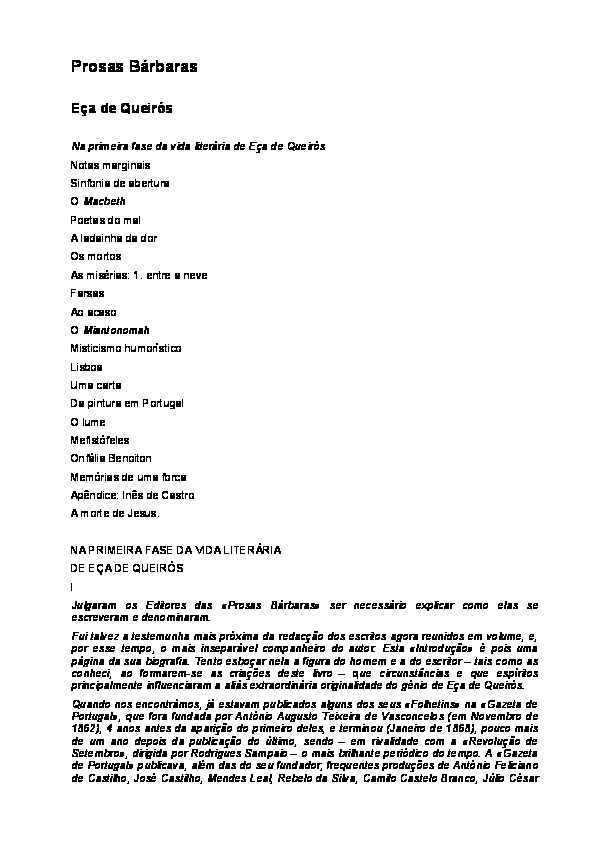 Prosas Bárbaras
Eça de Queirós
Na primeira fase da vida literária de Eça de Queirós
Notas marginais
Sinfonia de abertura
O Macbeth
Poetas do mal
A ladainha da dor
Os mortos
As misérias: 1. entre a neve
Farsas
Ao acaso
O Miantonomah
Misticismo humorístico
Lisboa
Uma carta
Da pintura em Portugal
O lume
Mefistófeles
Onfália Benoiton
Memórias de uma forca
Apêndice: Inês de Castro
A morte de Jesus.
NA PRIMEIRA FASE DA VIDA LITERÁRIA
DE EÇA DE QUEIRÓS
I
Julgaram os Editores das «Prosas Bárbaras» ser necessário explicar como elas se
escreveram e denominaram.
Fui talvez a testemunha mais próxima da redacção dos escritos agora reunidos em volume, e,
por esse tempo, o mais inseparável companheiro do autor. Esta «Introdução» é pois uma
página da sua biografia. Tento esboçar nela a figura do homem e a do escritor – tais como as
conheci, ao formarem-se as criações deste livro – que circunstâncias e que espíritos
principalmente influenciaram a aliás extraordinária originalidade do génio de Eça de Queirós.
Quando nos encontrámos, já estavam publicados alguns dos seus «Folhetins» na «Gazeta de
Portugal», que fora fundada por António Augusto Teixeira de Vasconcelos (em Novembro de
1862), 4 anos antes da aparição do primeiro deles, e terminou (Janeiro de 1868), pouco mais
de um ano depois da publicação do último, sendo – em rivalidade com a «Revolução de
Setembro», dirigida por Rodrigues Sampaio – o mais brilhante periódico do tempo. A «Gazeta
de Portugal» publicava, além das do seu fundador, frequentes produções de António Feliciano
de Castilho, José Castilho, Mendes Leal, Rebelo da Silva, Camilo Castelo Branco, Júlio César